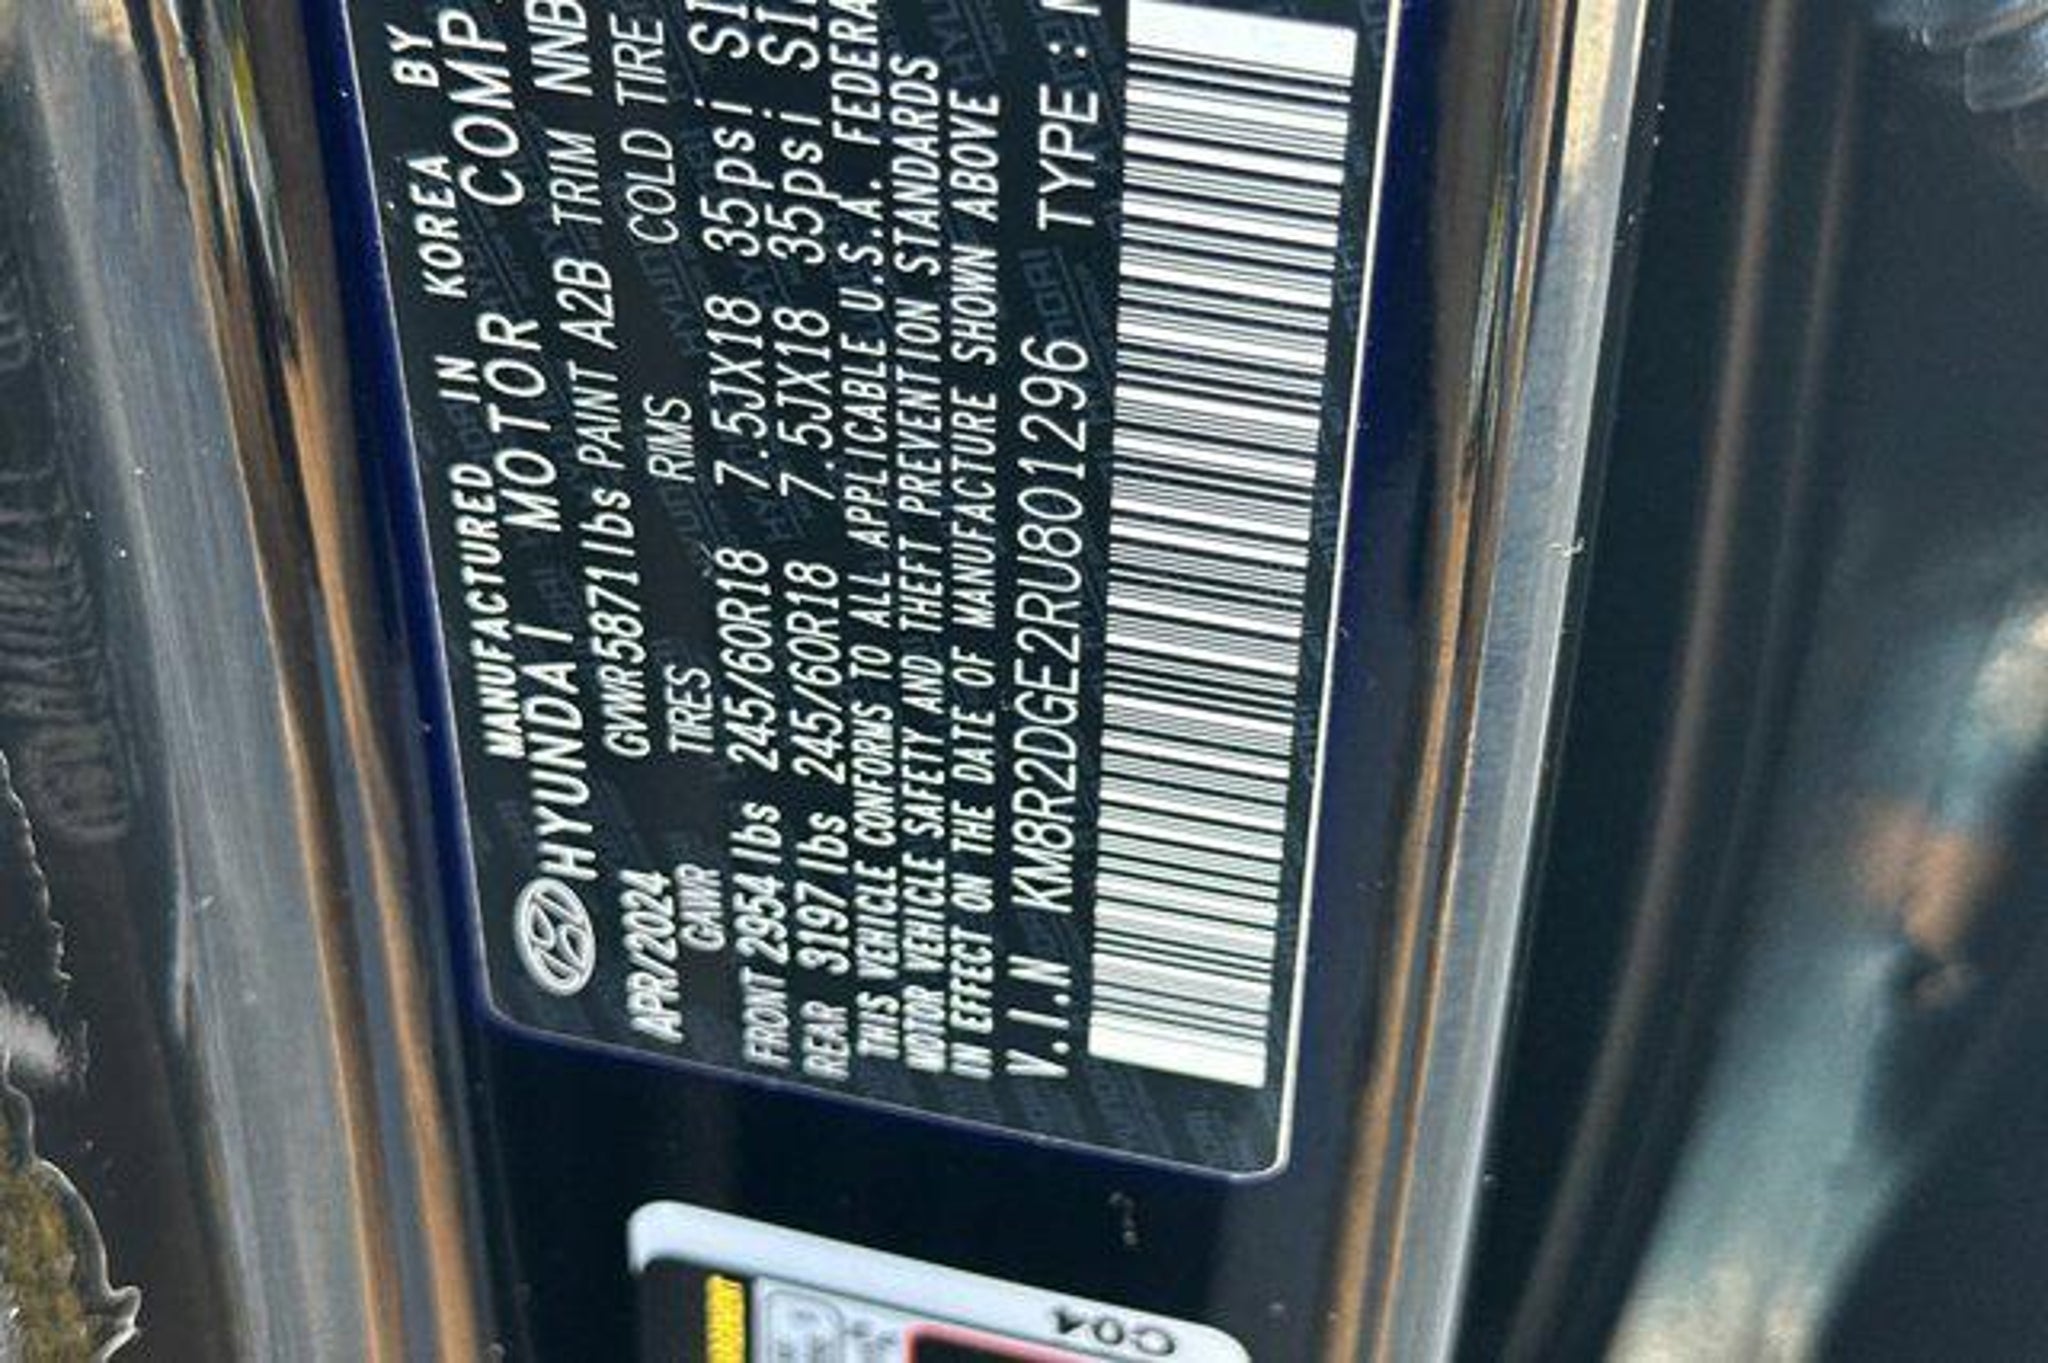 MANUFACTURED IN KOREA BY
HYUNDAI MOTOR COMP
APR/2024 GVWR5871lbs PAINT A2B TRIM NNB
GAWR TIRES RIMS COLD TIRE
FRONT 2954lbs 245/60R18 7.5JX18 35psi SI
REAR 3197lbs 245/60R18 7.5JX18 35psi SI
THIS VEHICLE CONFORMS TO ALL APPLICABLE U.S.A. FEDERA
MOTOR VEHICLE SAFETY AND THEFT PREVENTION STANDARDS
IN EFFECT ON THE DATE OF MANUFACTURE SHOWN ABOVE
V.I.N KM8R2DGE2RU801296 TYPE:
C04